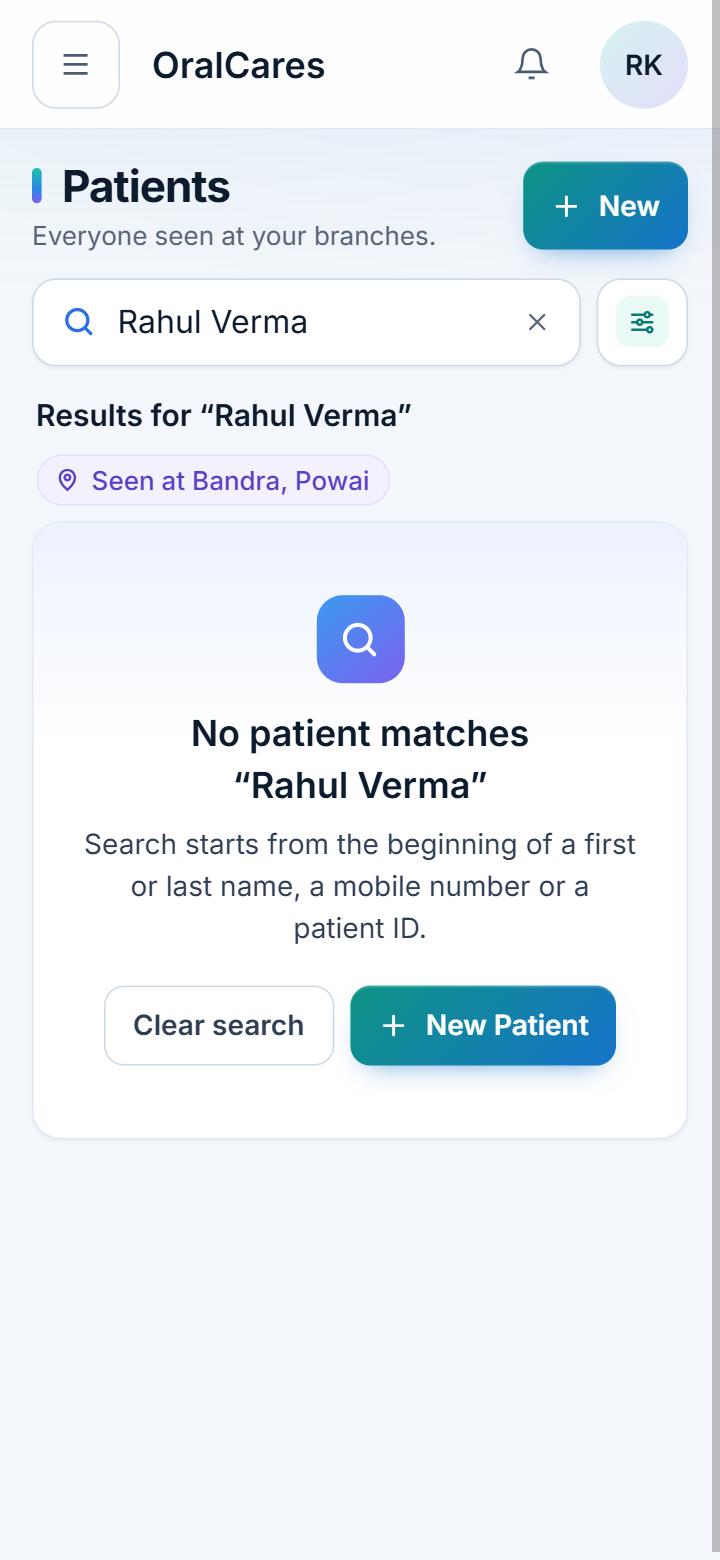 OralCares
RK
Patients
Everyone seen at your branches.
New
Rahul Verma
Results for “Rahul Verma”
Seen at Bandra, Powai
No patient matches
“Rahul Verma”
Search starts from the beginning of a first
or last name, a mobile number or a
patient ID.
Clear search
New Patient